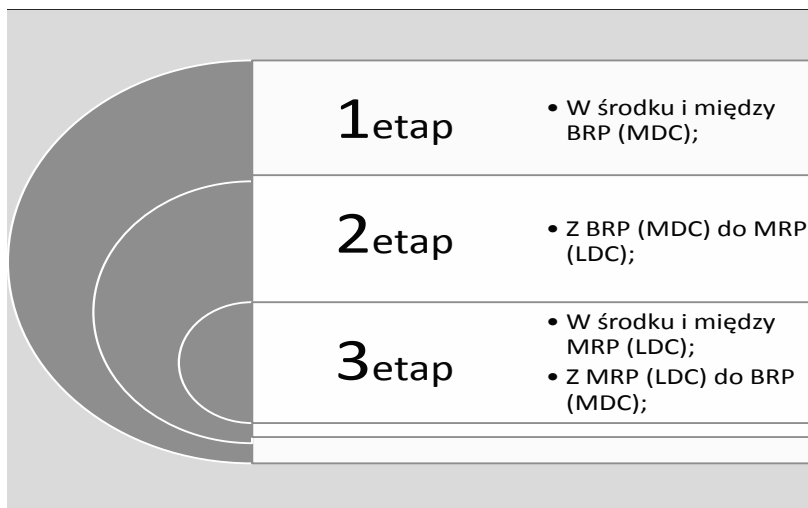 1etap
• W środku i między
BRP (MDC);
2etap
• Z BRP (MDC) do MRP
(LDC);
3etap
• W środku i między
MRP (LDC);
• Z MRP (LDC) do BRP
(MDC);